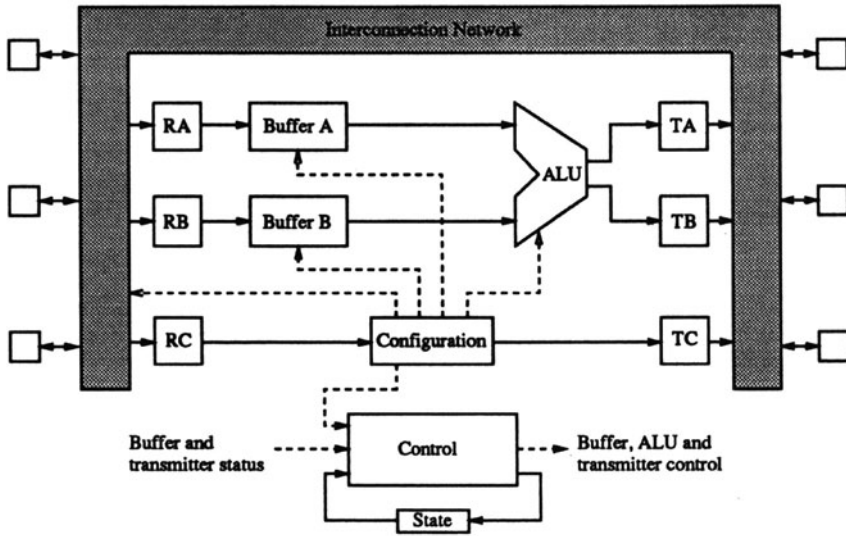 Interconnection Network
RA
Buffer A
TA
ALU
RB
Buffer B
TB
RC
Configuration
TC
Buffer and
transmitter status
Control
Buffer, ALU and
transmitter control
State